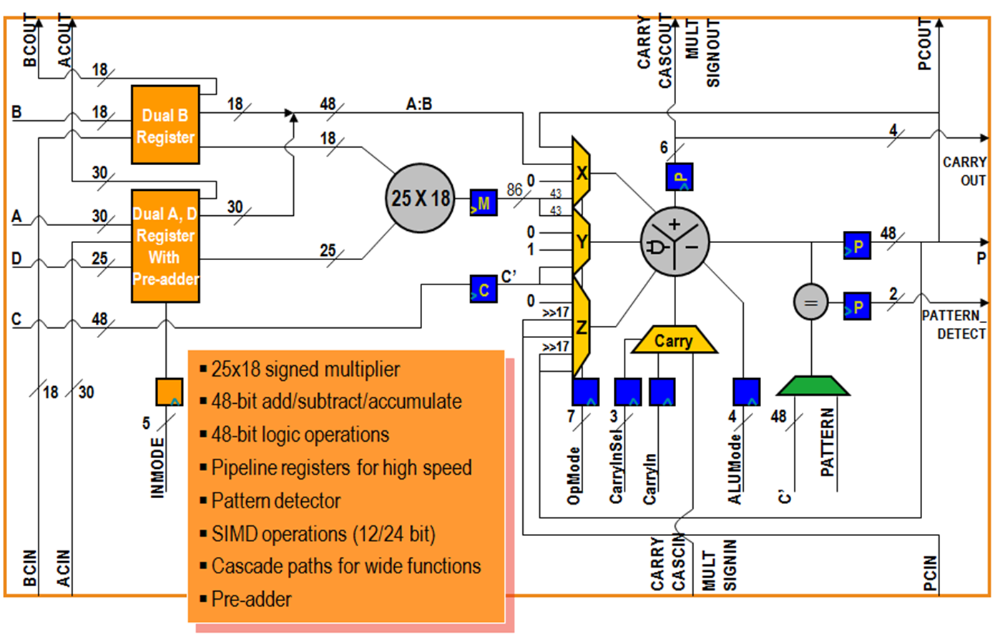 BCOUT
ACOUT
CARRY
CASCOUT
MULT
SIGNOUT
PCOUT
18
B
18
Dual B
Register
18
48
A:B
18
4
6
P
CARRY
OUT
30
A
30
Dual A, D
Register
With
Pre-adder
30
D
25
25
25 X 18
M
86
43
43
0
X
0
1
Y
+
−
P
48
P
C
48
C
C'
0
>>17
Z
>>17
=
P
2
PATTERN_
DETECT
Carry
18
30
5
INMODE
7
OpMode
3
CarryInSel
CarryIn
4
ALUMode
48
C'
PATTERN
▪ 25x18 signed multiplier
▪ 48-bit add/subtract/accumulate
▪ 48-bit logic operations
▪ Pipeline registers for high speed
▪ Pattern detector
▪ SIMD operations (12/24 bit)
▪ Cascade paths for wide functions
▪ Pre-adder
BCIN
ACIN
CARRY
CASCIN
MULT
SIGNIN
PCIN